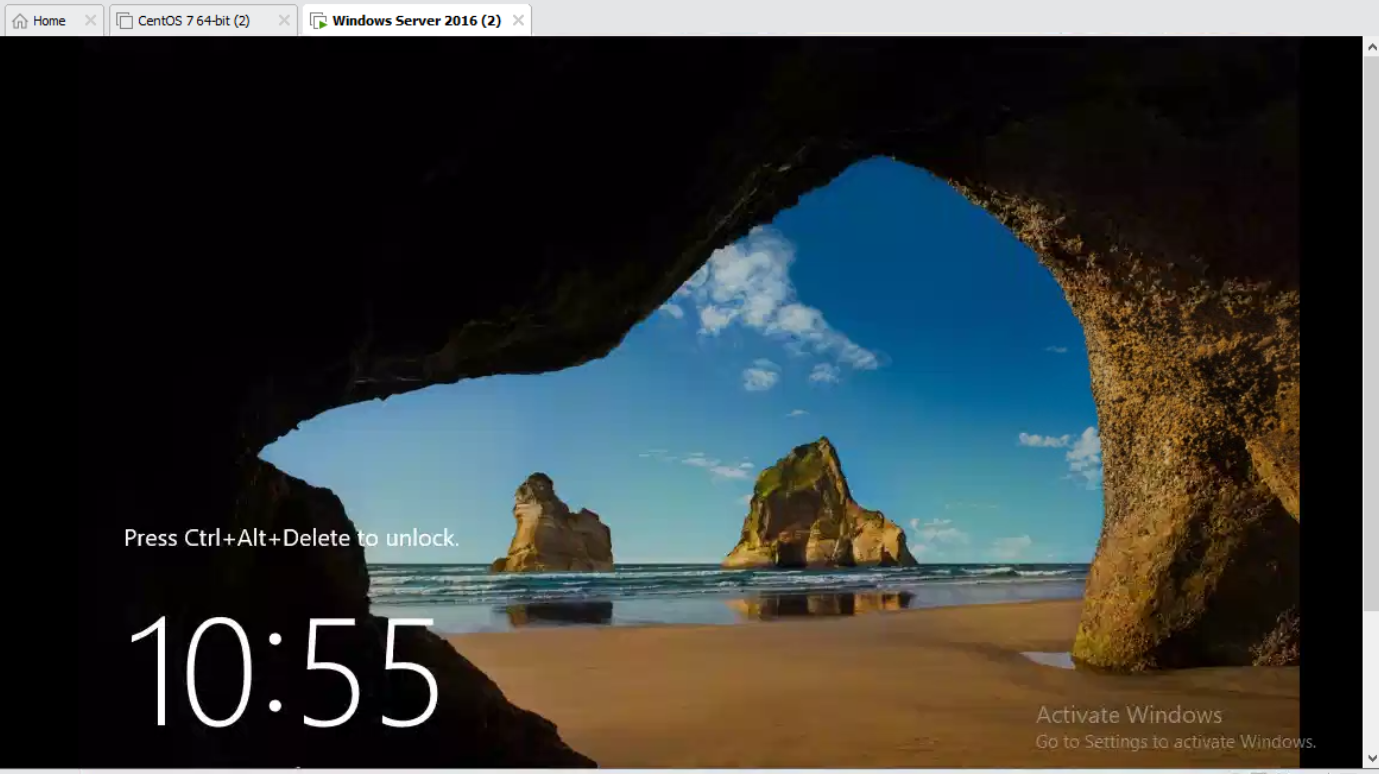 Home
CentOS 7 64-bit (2)
Windows Server 2016 (2)
Press Ctrl+Alt+Delete to unlock.
10:55
Activate Windows
Go to Settings to activate Windows.